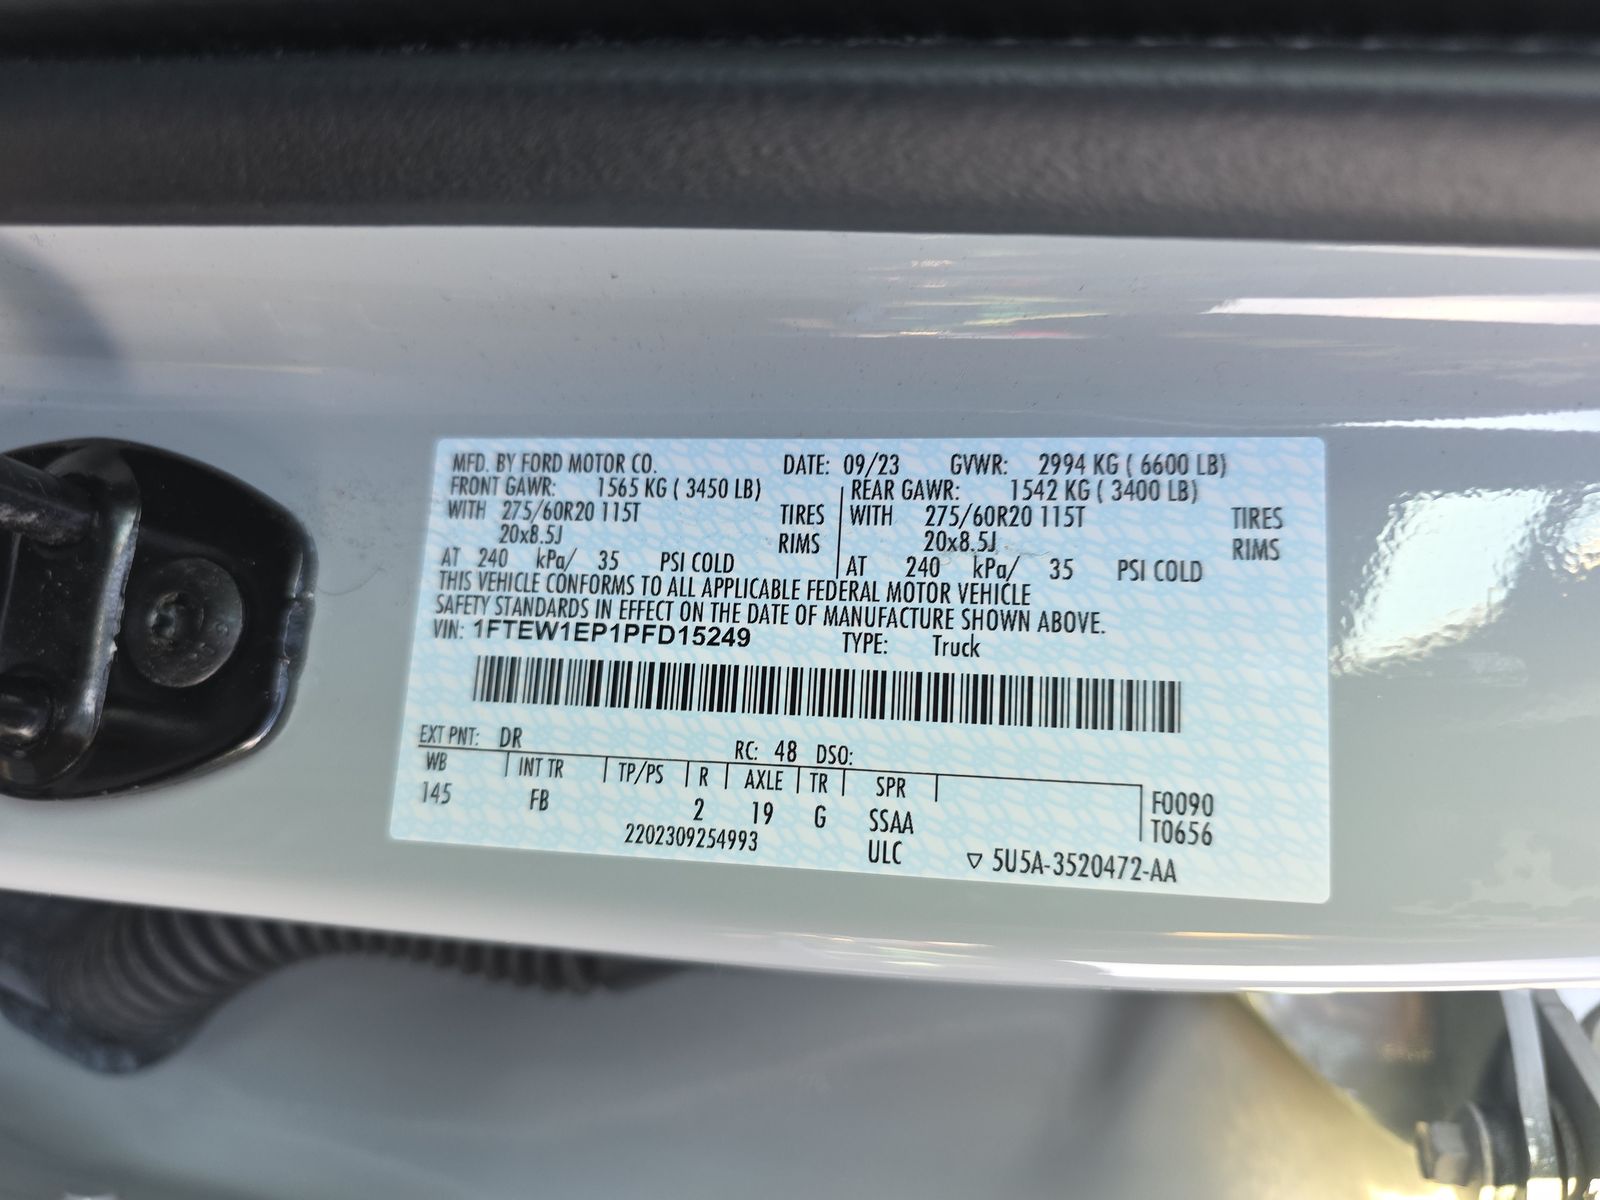 MFD. BY FORD MOTOR CO. DATE: 09/23 GVWR: 2994 KG ( 6600 LB)
FRONT GAWR: 1565 KG ( 3450 LB) REAR GAWR: 1542 KG ( 3400 LB)
WITH 275/60R20 115T TIRES WITH 275/60R20 115T TIRES
20x8.5J RIMS 20x8.5J RIMS
AT 240 kPa/ 35 PSI COLD AT 240 kPa/ 35 PSI COLD
THIS VEHICLE CONFORMS TO ALL APPLICABLE FEDERAL MOTOR VEHICLE
SAFETY STANDARDS IN EFFECT ON THE DATE OF MANUFACTURE SHOWN ABOVE.
VIN: 1FTEW1EP1PFD15249 TYPE: Truck
EXT PNT: DR RC: 48 DSO:
WB INT TR TP/PS R AXLE TR SPR F0090
145 FB 2 19 G SSAA T0656
2202309254993 ULC ▽ 5U5A-3520472-AA